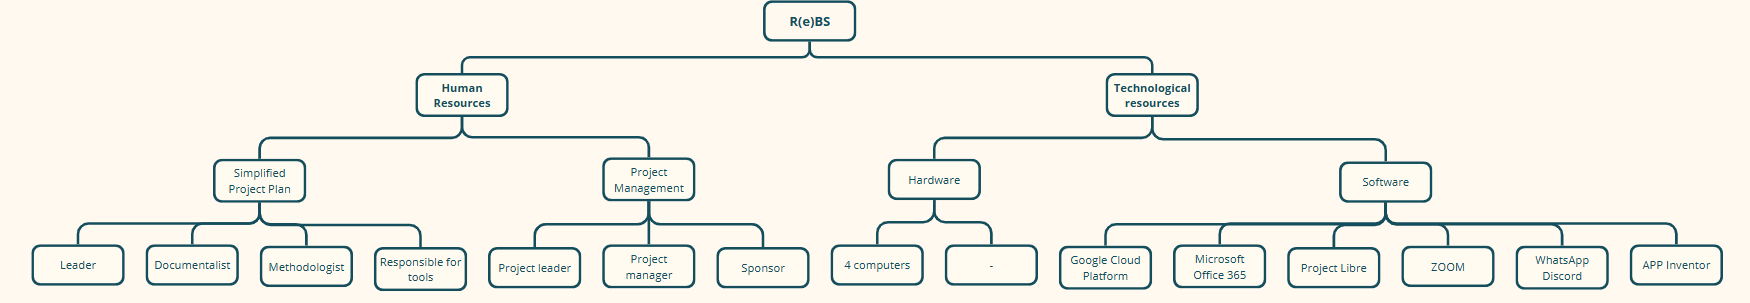 R(e)BS
Human
Resources
Technological
resources
Simplified
Project Plan
Project
Management
Hardware
Software
Leader
Documentalist
Methodologist
Responsible for
tools
Project leader
Project
manager
Sponsor
4 computers
-
Google Cloud
Platform
Microsoft
Office 365
Project Libre
ZOOM
WhatsApp
Discord
APP Inventor